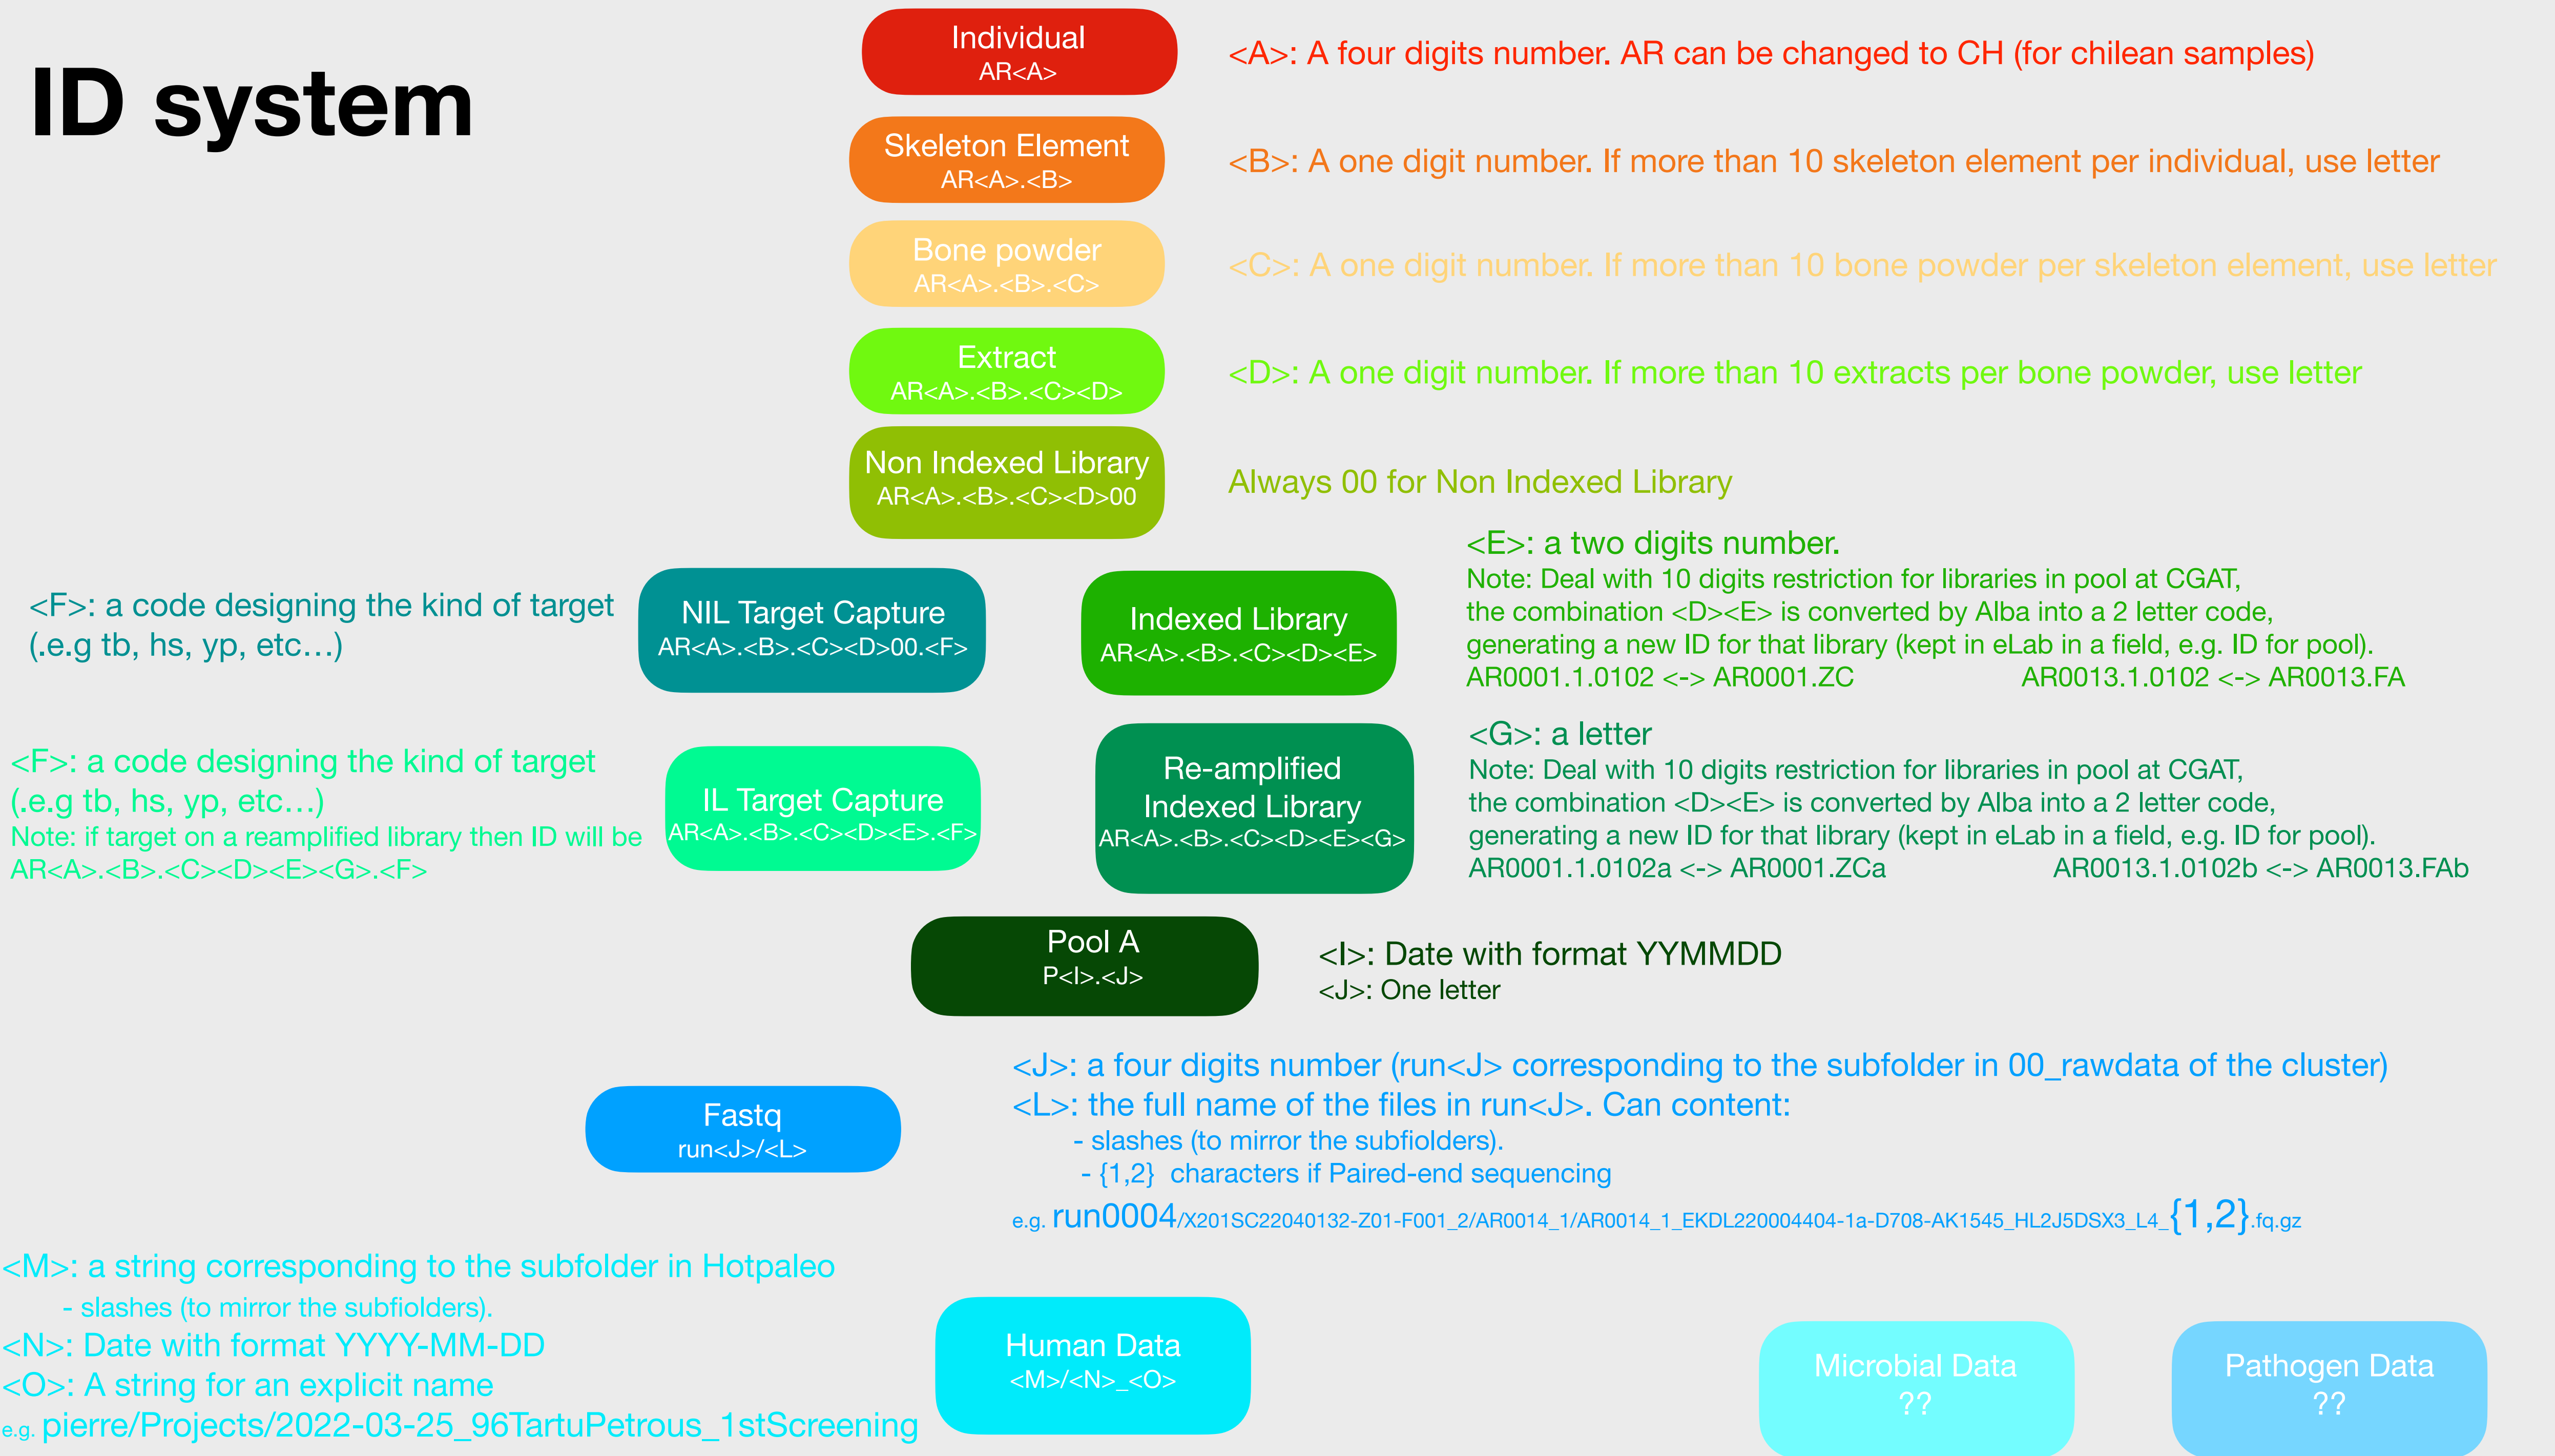 ID system
Individual
AR<A>
<A>: A four digits number. AR can be changed to CH (for chilean samples)
Skeleton Element
AR<A>.<B>
<B>: A one digit number. If more than 10 skeleton element per individual, use letter
Bone powder
AR<A>.<B>.<C>
<C>: A one digit number. If more than 10 bone powder per skeleton element, use letter
Extract
AR<A>.<B>.<C><D>
<D>: A one digit number. If more than 10 extracts per bone powder, use letter
Non Indexed Library
AR<A>.<B>.<C><D>00
Always 00 for Non Indexed Library
<F>: a code designing the kind of target
(.e.g tb, hs, yp, etc…)
NIL Target Capture
AR<A>.<B>.<C><D>00.<F>
Indexed Library
AR<A>.<B>.<C><D><E>
<E>: a two digits number.
Note: Deal with 10 digits restriction for libraries in pool at CGAT,
the combination <D><E> is converted by Alba into a 2 letter code,
generating a new ID for that library (kept in eLab in a field, e.g. ID for pool).
AR0001.1.0102 <-> AR0001.ZC AR0013.1.0102 <-> AR0013.FA
<F>: a code designing the kind of target
(.e.g tb, hs, yp, etc…)
Note: if target on a reamplified library then ID will be
AR<A>.<B>.<C><D><E><G>.<F>
IL Target Capture
AR<A>.<B>.<C><D><E>.<F>
Re-amplified
Indexed Library
AR<A>.<B>.<C><D><E><G>
<G>: a letter
Note: Deal with 10 digits restriction for libraries in pool at CGAT,
the combination <D><E> is converted by Alba into a 2 letter code,
generating a new ID for that library (kept in eLab in a field, e.g. ID for pool).
AR0001.1.0102a <-> AR0001.ZCa AR0013.1.0102b <-> AR0013.FAb
Pool A
P<I>.<J>
<I>: Date with format YYMMDD
<J>: One letter
Fastq
run<J>/<L>
<J>: a four digits number (run<J> corresponding to the subfolder in 00_rawdata of the cluster)
<L>: the full name of the files in run<J>. Can content:
- slashes (to mirror the subfiolders).
- {1,2} characters if Paired-end sequencing
e.g. run0004/X201SC22040132-Z01-F001_2/AR0014_1/AR0014_1_EKDL220004404-1a-D708-AK1545_HL2J5DSX3_L4_{1,2}.fq.gz
<M>: a string corresponding to the subfolder in Hotpaleo
- slashes (to mirror the subfiolders).
<N>: Date with format YYYY-MM-DD
<O>: A string for an explicit name
e.g. pierre/Projects/2022-03-25_96TartuPetrous_1stScreening
Human Data
<M>/<N>_<O>
Microbial Data
??
Pathogen Data
??